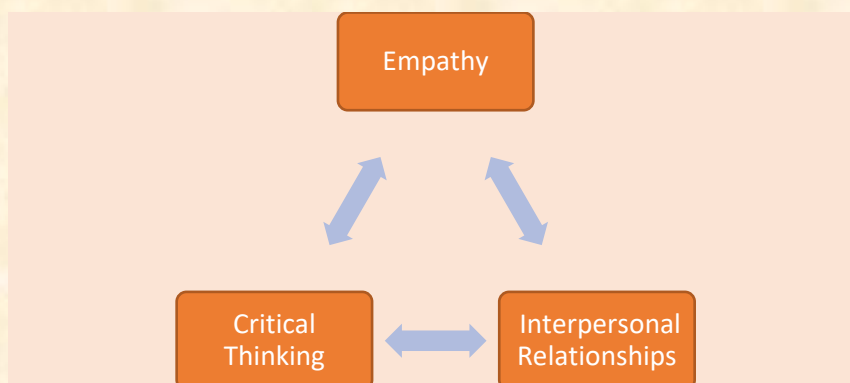 Empathy
Critical
Thinking
Interpersonal
Relationships